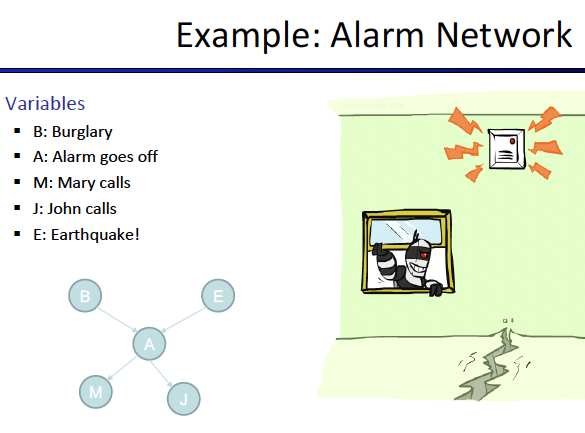 Example: Alarm Network
Variables
▪ B: Burglary
▪ A: Alarm goes off
▪ M: Mary calls
▪ J: John calls
▪ E: Earthquake!
B
E
A
M
J